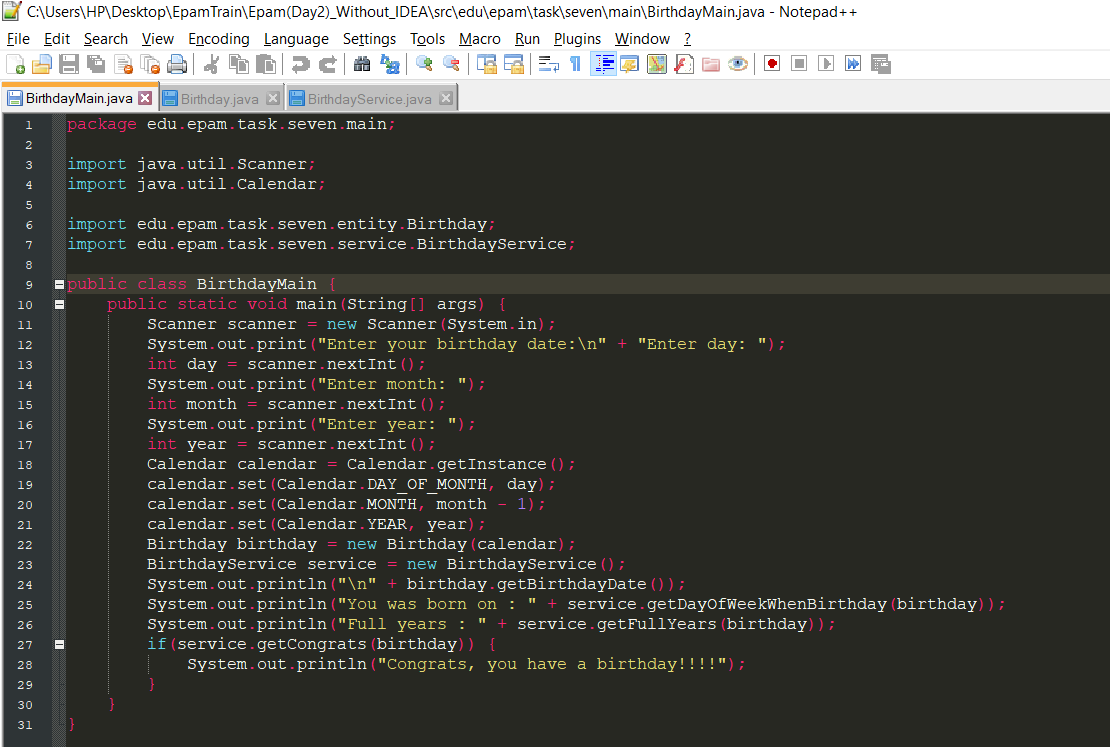 C:\Users\HP\Desktop\EpamTrain\Epam(Day2)_Without_IDEA\src\edu\epam\task\seven\main\BirthdayMain.java - Notepad++
File Edit Search View Encoding Language Settings Tools Macro Run Plugins Window ?
BirthdayMain.java Birthday.java BirthdayService.java
1 package edu.epam.task.seven.main;
2
3 import java.util.Scanner;
4 import java.util.Calendar;
5
6 import edu.epam.task.seven.entity.Birthday;
7 import edu.epam.task.seven.service.BirthdayService;
8
9 public class BirthdayMain {
10 public static void main(String[] args) {
11 Scanner scanner = new Scanner(System.in);
12 System.out.print("Enter your birthday date:\n" + "Enter day: ");
13 int day = scanner.nextInt();
14 System.out.print("Enter month: ");
15 int month = scanner.nextInt();
16 System.out.print("Enter year: ");
17 int year = scanner.nextInt();
18 Calendar calendar = Calendar.getInstance();
19 calendar.set(Calendar.DAY_OF_MONTH, day);
20 calendar.set(Calendar.MONTH, month - 1);
21 calendar.set(Calendar.YEAR, year);
22 Birthday birthday = new Birthday(calendar);
23 BirthdayService service = new BirthdayService();
24 System.out.println("\n" + birthday.getBirthdayDate());
25 System.out.println("You was born on : " + service.getDayOfWeekWhenBirthday(birthday));
26 System.out.println("Full years : " + service.getFullYears(birthday));
27 if(service.getCongrats(birthday)) {
28 System.out.println("Congrats, you have a birthday!!!!");
29 }
30 }
31 }